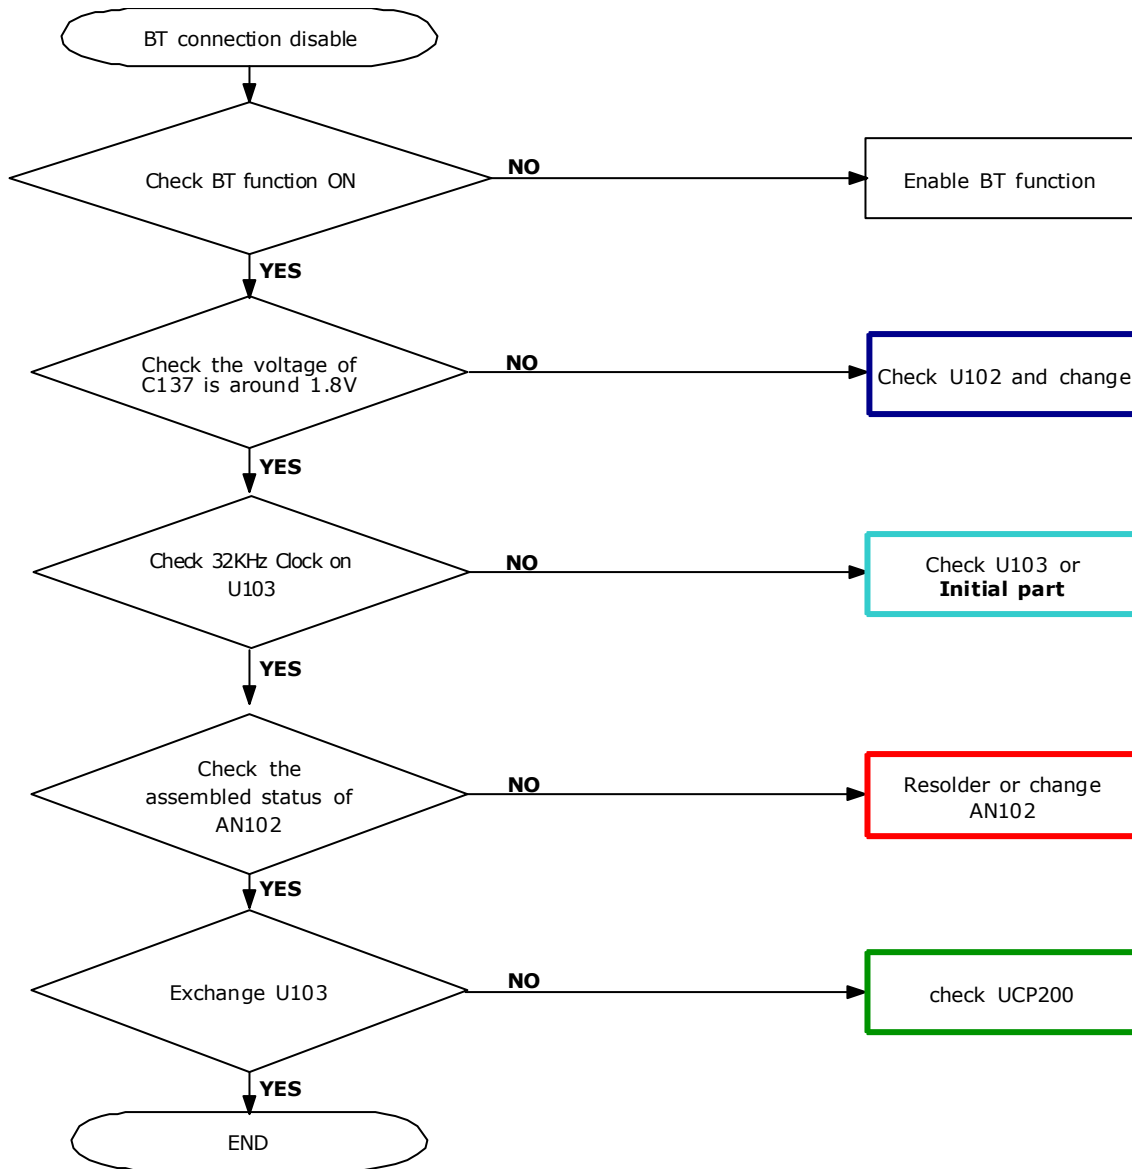 BT connection disable
Check BT function ON
NO
Enable BT function
YES
Check the voltage of
C137 is around 1.8V
NO
Check U102 and change
YES
Check 32KHz Clock on
U103
NO
Check U103 or
Initial part
YES
Check the
assembled status of
AN102
NO
Resolder or change
AN102
YES
Exchange U103
NO
check UCP200
YES
END